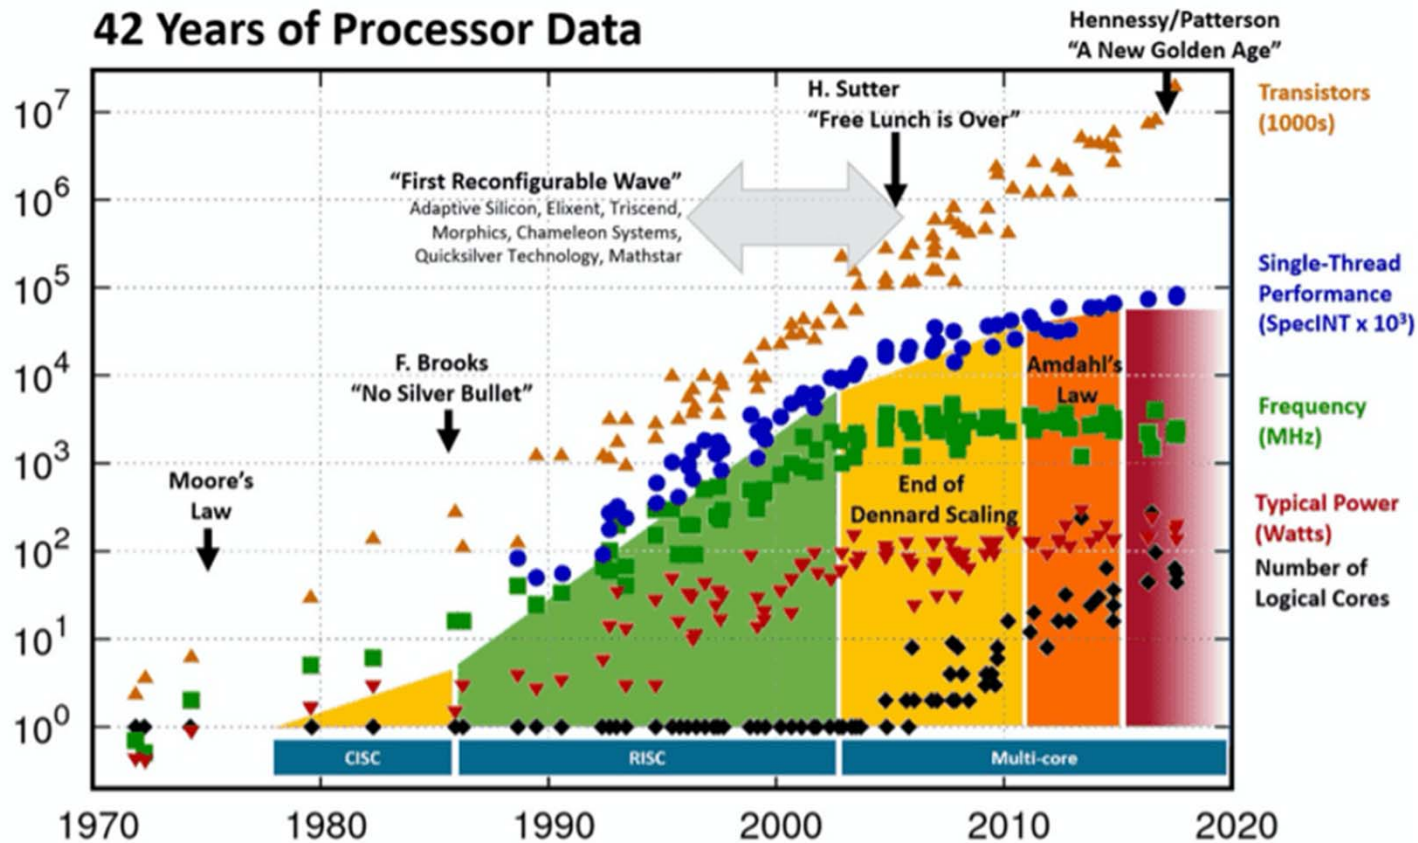 42 Years of Processor Data
Hennessy/Patterson
“A New Golden Age”
H. Sutter
“Free Lunch is Over”
“First Reconfigurable Wave”
Adaptive Silicon, Elixent, Triscend,
Morphics, Chameleon Systems,
Quicksilver Technology, Mathstar
F. Brooks
“No Silver Bullet”
Moore’s
Law
Amdahl’s
Law
End of
Dennard Scaling
10⁷
10⁶
10⁵
10⁴
10³
10²
10¹
10⁰
Transistors
(1000s)
Single-Thread
Performance
(SpecINT x 10³)
Frequency
(MHz)
Typical Power
(Watts)
Number of
Logical Cores
CISC
RISC
Multi-core
1970
1980
1990
2000
2010
2020